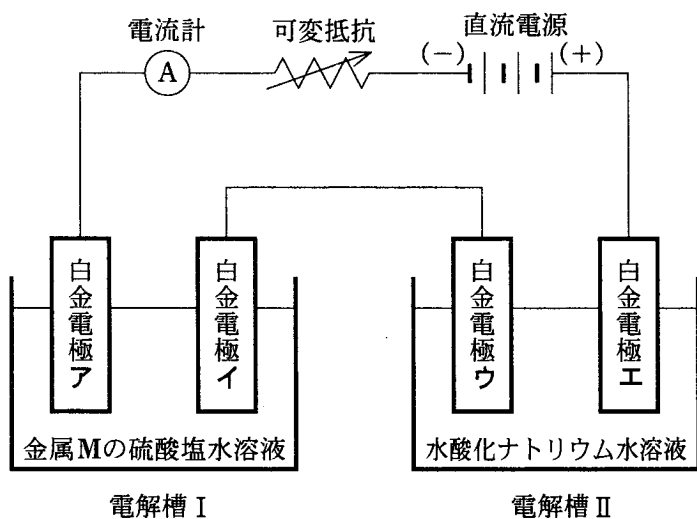 電流計
可変抵抗
直流電源
A
(−)
(+)
白金電極ア
白金電極イ
白金電極ウ
白金電極エ
金属Mの硫酸塩水溶液
水酸化ナトリウム水溶液
電解槽Ⅰ
電解槽Ⅱ